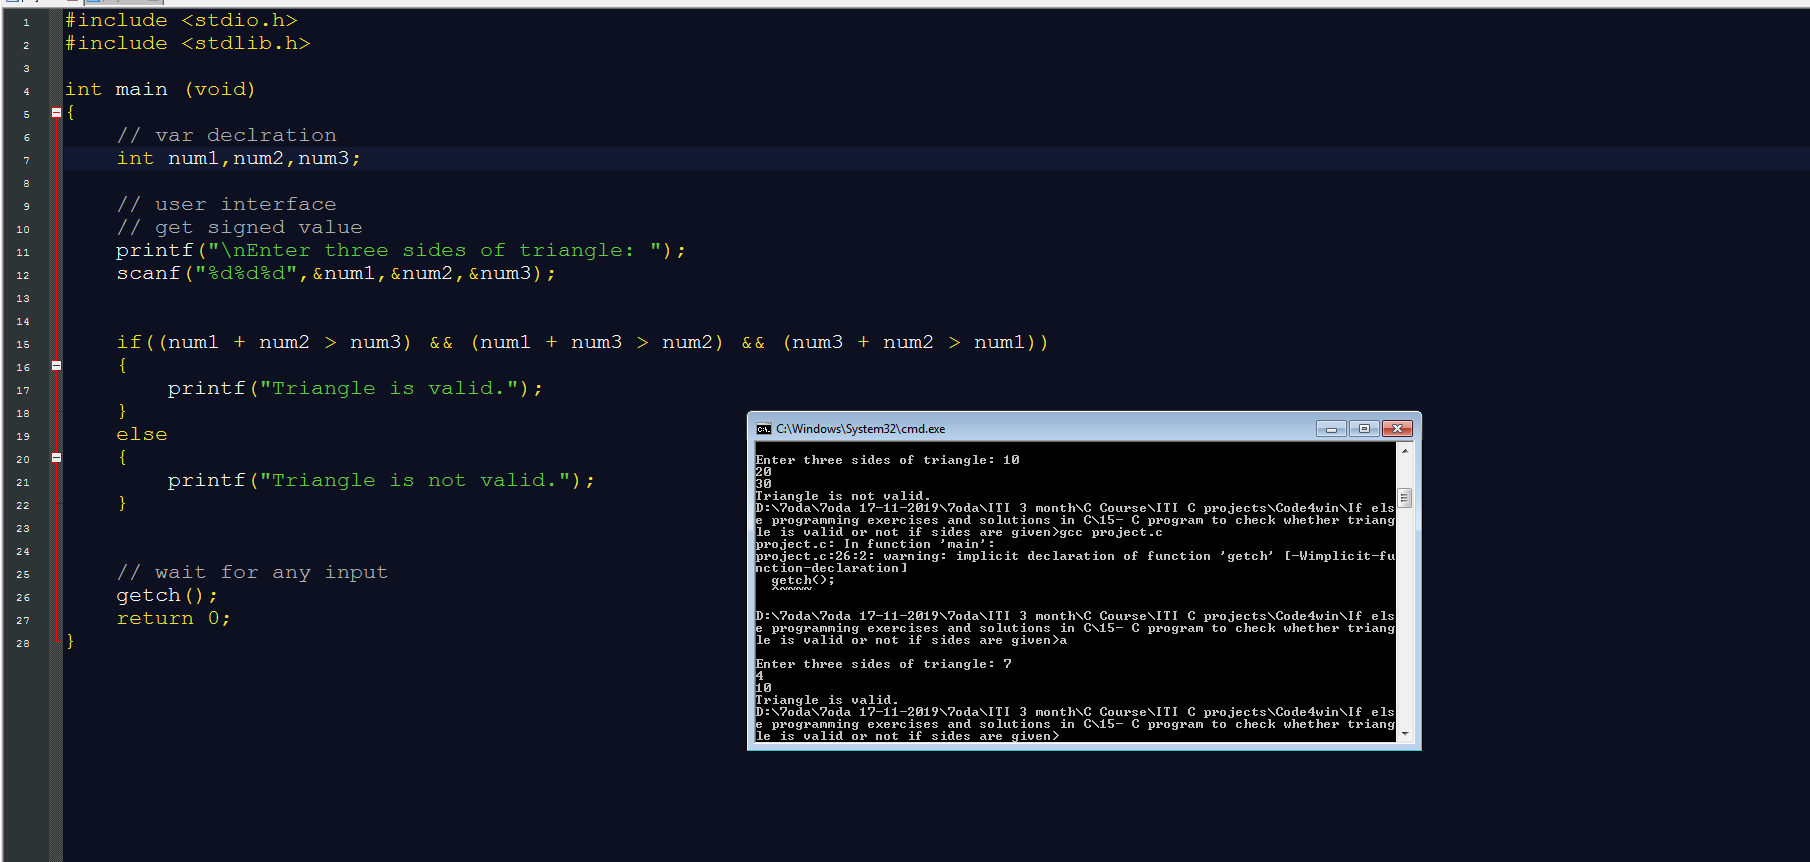 1 #include <stdio.h>
2 #include <stdlib.h>
3
4 int main (void)
5 {
6 // var declration
7 int num1,num2,num3;
8
9 // user interface
10 // get signed value
11 printf("\nEnter three sides of triangle: ");
12 scanf("%d%d%d",&num1,&num2,&num3);
13
14
15 if((num1 + num2 > num3) && (num1 + num3 > num2) && (num3 + num2 > num1))
16 {
17 printf("Triangle is valid.");
18 }
19 else
20 {
21 printf("Triangle is not valid.");
22 }
23
24
25 // wait for any input
26 getch();
27 return 0;
28 }
C:\Windows\System32\cmd.exe
Enter three sides of triangle: 10
20
30
Triangle is not valid.
D:\7oda\7oda 17-11-2019\7oda\ITI 3 month\C Course\ITI C projects\Code4win\If els
e programming exercises and solutions in C\15- C program to check whether triang
le is valid or not if sides are given>gcc project.c
project.c: In function 'main':
project.c:26:2: warning: implicit declaration of function 'getch' [-Wimplicit-fu
nction-declaration]
getch();
^~~~~
D:\7oda\7oda 17-11-2019\7oda\ITI 3 month\C Course\ITI C projects\Code4win\If els
e programming exercises and solutions in C\15- C program to check whether triang
le is valid or not if sides are given>a
Enter three sides of triangle: 7
4
10
Triangle is valid.
D:\7oda\7oda 17-11-2019\7oda\ITI 3 month\C Course\ITI C projects\Code4win\If els
e programming exercises and solutions in C\15- C program to check whether triang
le is valid or not if sides are given>